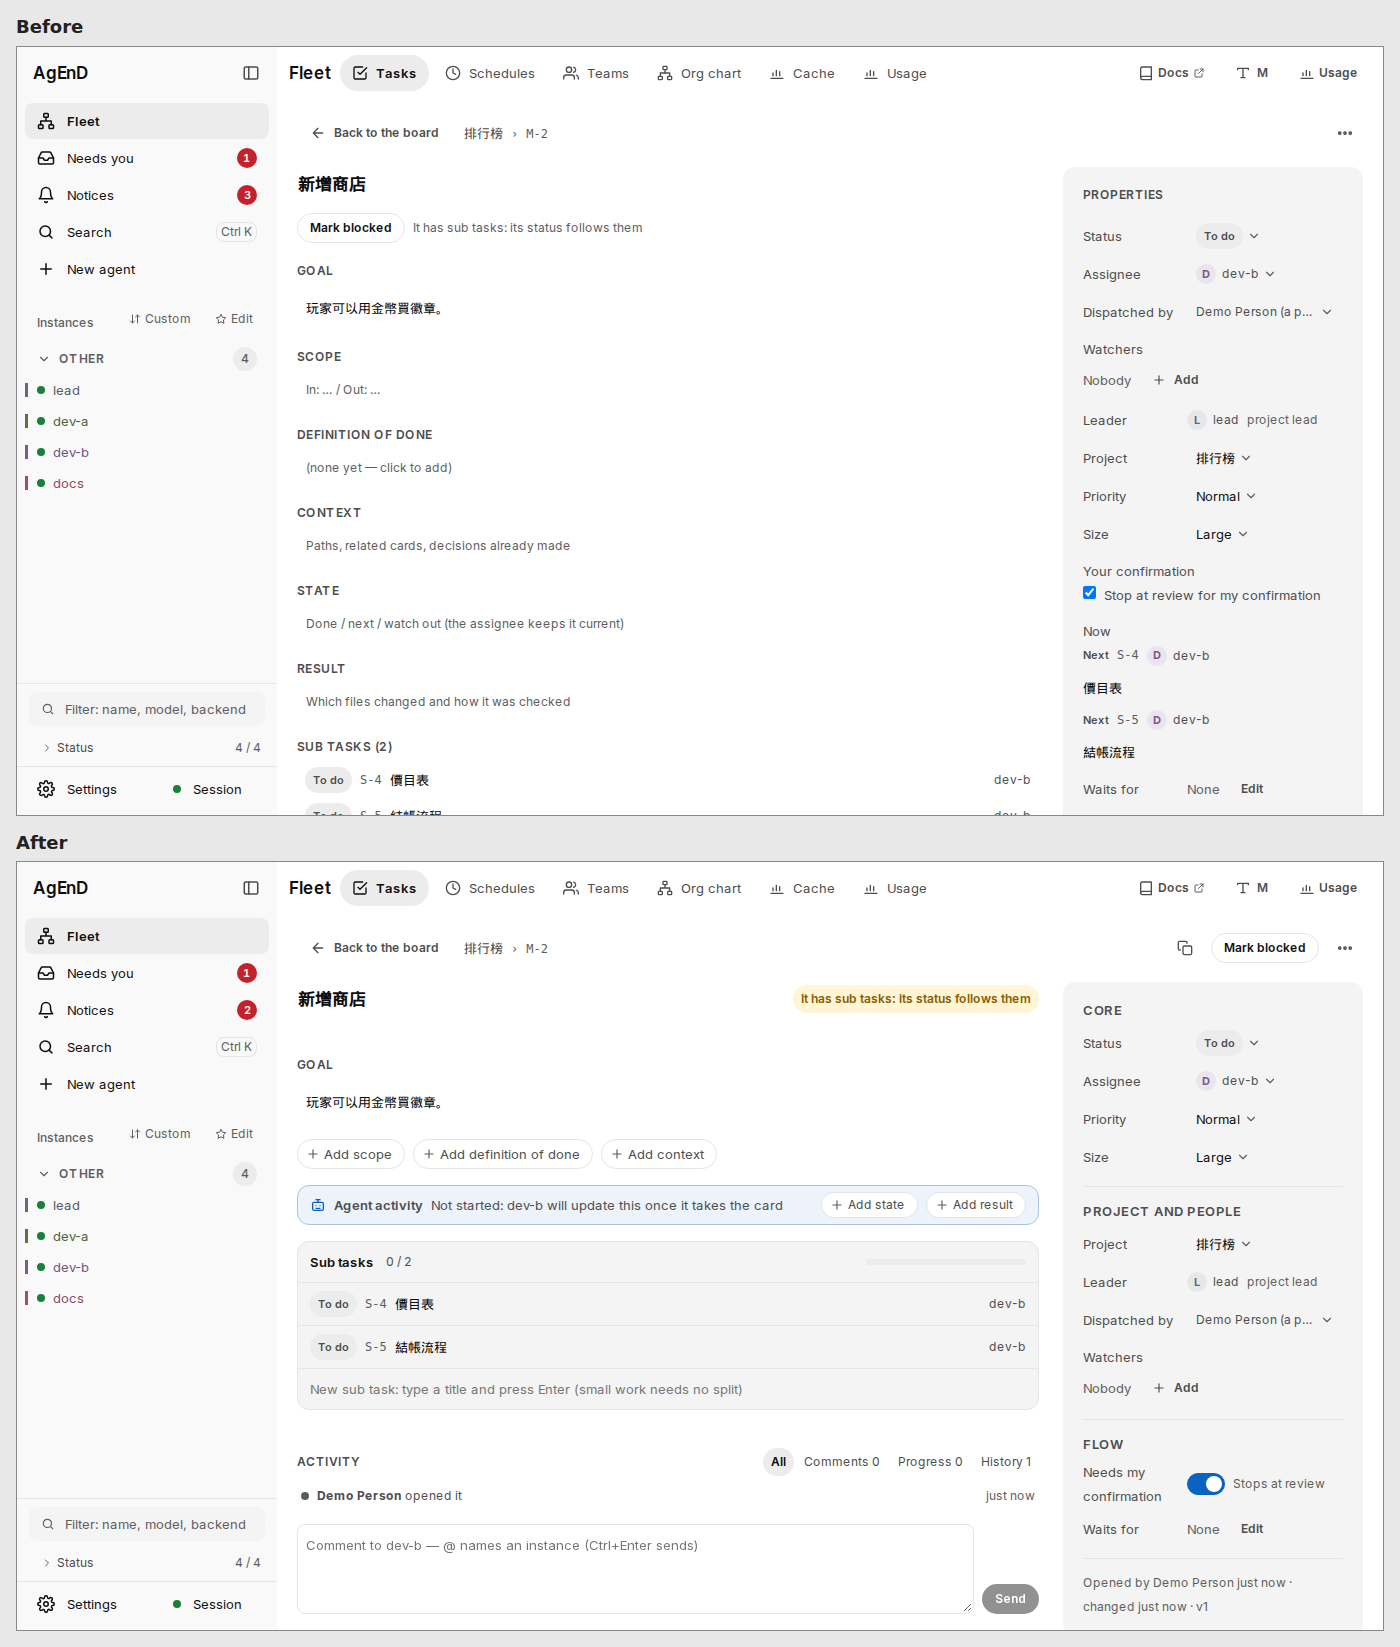 Before
AgEnD
Fleet
Tasks
Schedules
Teams
Org chart
Cache
Usage
Docs
M
Usage
Fleet
Needs you 1
Notices 3
Search Ctrl K
New agent
Instances Custom Edit
OTHER 4
lead
dev-a
dev-b
docs
Filter: name, model, backend
Status 4 / 4
Settings Session
Back to the board 排行榜 › M-2
新增商店
Mark blocked It has sub tasks: its status follows them
GOAL
玩家可以用金幣買徽章。
SCOPE
In: ... / Out: ...
DEFINITION OF DONE
(none yet — click to add)
CONTEXT
Paths, related cards, decisions already made
STATE
Done / next / watch out (the assignee keeps it current)
RESULT
Which files changed and how it was checked
SUB TASKS (2)
To do S-4 價目表 dev-b
To do S-5 結帳流程 dev-b
PROPERTIES
Status To do
Assignee D dev-b
Dispatched by Demo Person (a p...
Watchers
Nobody Add
Leader L lead project lead
Project 排行榜
Priority Normal
Size Large
Your confirmation
Stop at review for my confirmation
Now
Next S-4 D dev-b
價目表
Next S-5 D dev-b
結帳流程
Waits for None Edit
After
AgEnD
Fleet
Tasks
Schedules
Teams
Org chart
Cache
Usage
Docs
M
Usage
Fleet
Needs you 1
Notices 2
Search Ctrl K
New agent
Instances Custom Edit
OTHER 4
lead
dev-a
dev-b
docs
Filter: name, model, backend
Status 4 / 4
Settings Session
Back to the board 排行榜 › M-2
Mark blocked
新增商店
It has sub tasks: its status follows them
GOAL
玩家可以用金幣買徽章。
Add scope Add definition of done Add context
Agent activity Not started: dev-b will update this once it takes the card Add state Add result
Sub tasks 0 / 2
To do S-4 價目表 dev-b
To do S-5 結帳流程 dev-b
New sub task: type a title and press Enter (small work needs no split)
ACTIVITY All Comments 0 Progress 0 History 1
Demo Person opened it just now
Comment to dev-b — @ names an instance (Ctrl+Enter sends)
Send
CORE
Status To do
Assignee D dev-b
Priority Normal
Size Large
PROJECT AND PEOPLE
Project 排行榜
Leader L lead project lead
Dispatched by Demo Person (a p...
Watchers
Nobody Add
FLOW
Needs my
confirmation
Stops at review
Waits for None Edit
Opened by Demo Person just now ·
changed just now · v1